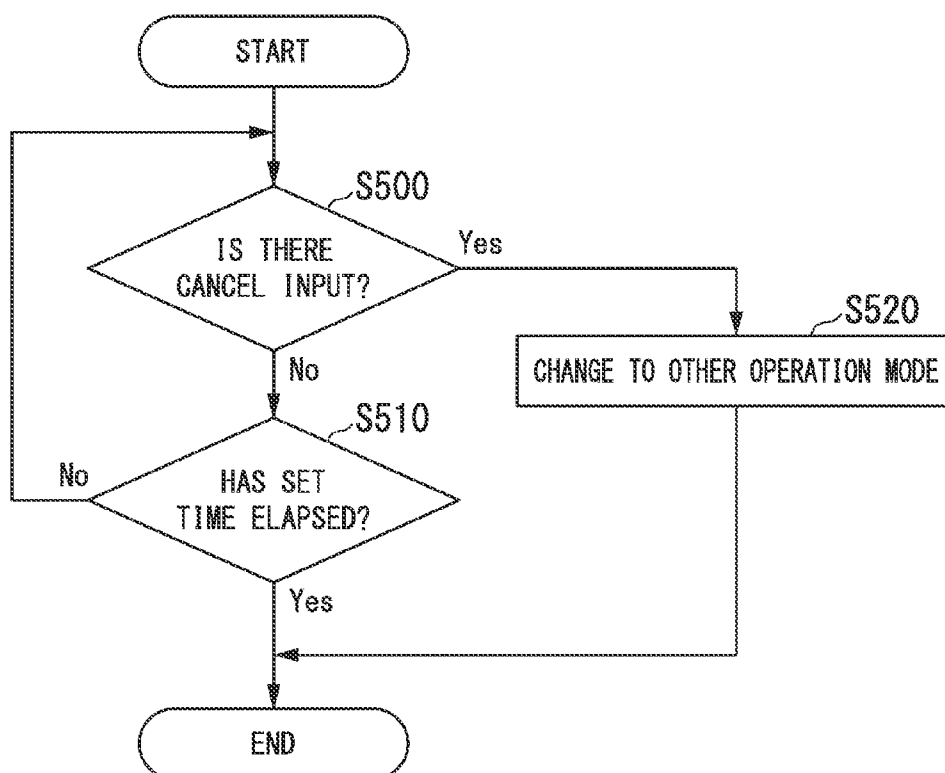 START
S500
IS THERE
CANCEL INPUT?
Yes
S520
CHANGE TO OTHER OPERATION MODE
No
S510
HAS SET
TIME ELAPSED?
No
Yes
END